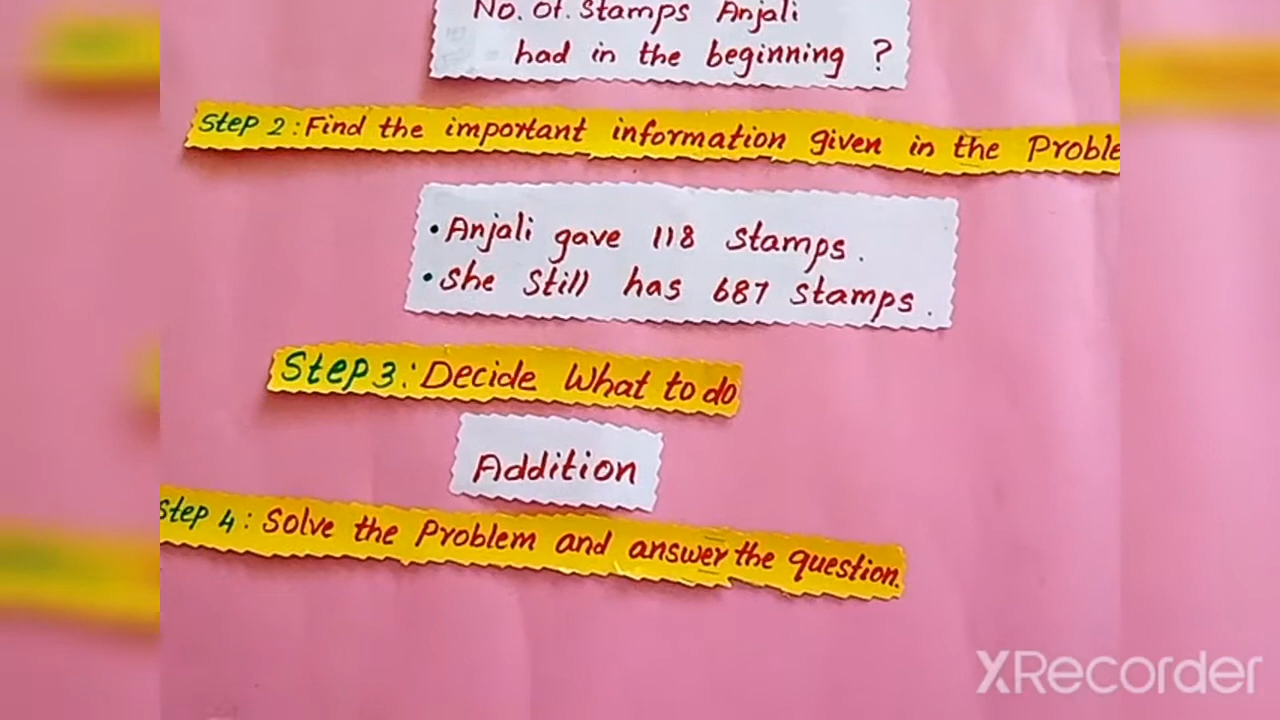 No. of. Stamps Anjali
had in the beginning ?
Step 2: Find the important information given in the Proble
• Anjali gave 118 stamps.
• She still has 687 stamps.
Step 3: Decide What to do
Addition
Step 4: Solve the Problem and answer the question.
XRecorder